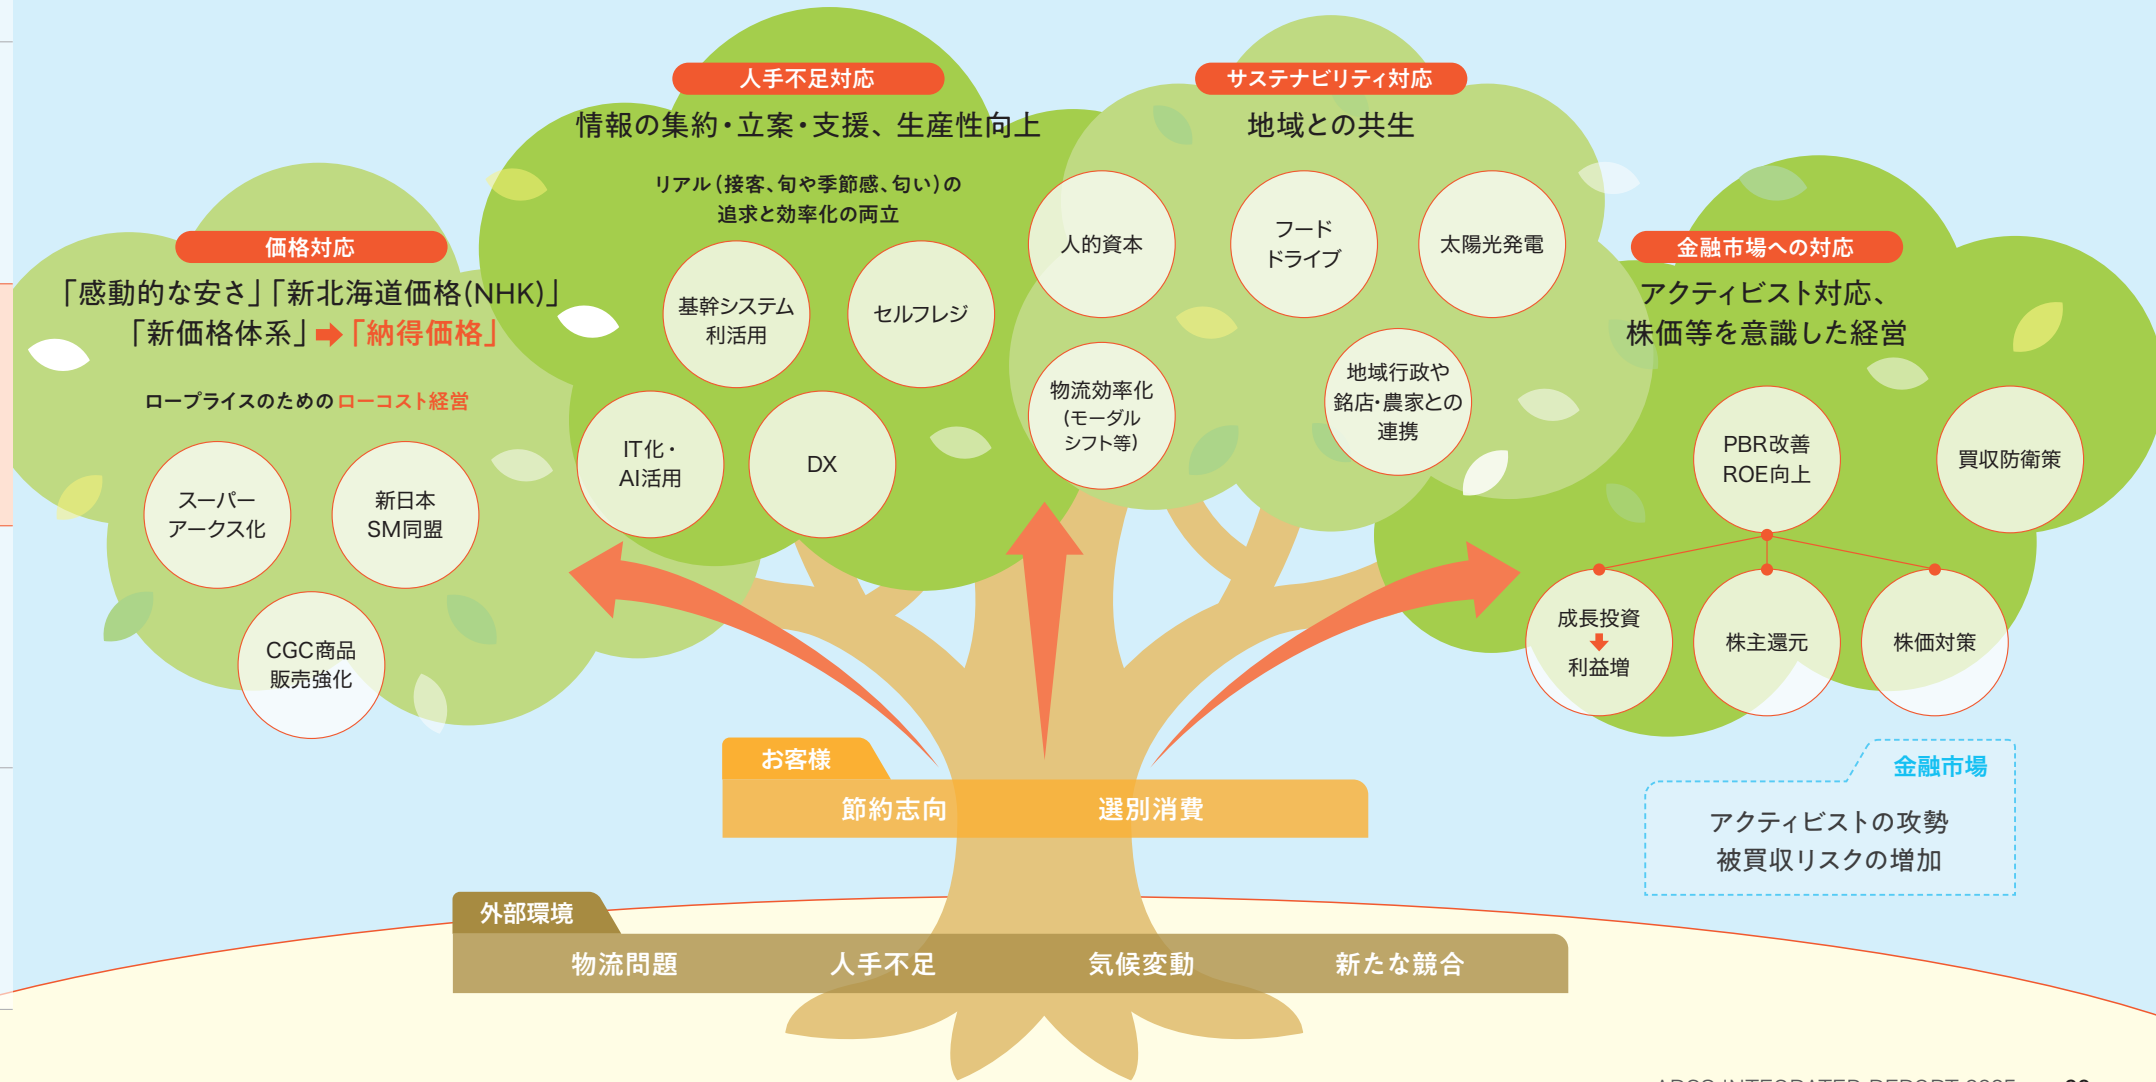 価格対応
「感動的な安さ」「新北海道価格(NHK)」
「新価格体系」➡「納得価格」
ロープライスのためのローコスト経営
スーパー
アークス化
新日本
SM同盟
CGC商品
販売強化
人手不足対応
情報の集約・立案・支援、生産性向上
リアル（接客、旬や季節感、匂い）の
追求と効率化の両立
基幹システム
利活用
セルフレジ
IT化・
AI活用
DX
サステナビリティ対応
地域との共生
人的資本
フード
ドライブ
太陽光発電
物流効率化
(モーダル
シフト等)
地域行政や
銘店・農家との
連携
金融市場への対応
アクティビスト対応、
株価等を意識した経営
PBR改善
ROE向上
買収防衛策
成長投資
利益増
株主還元
株価対策
お客様
節約志向 選別消費
金融市場
アクティビストの攻勢
被買収リスクの増加
外部環境
物流問題 人手不足 気候変動 新たな競合